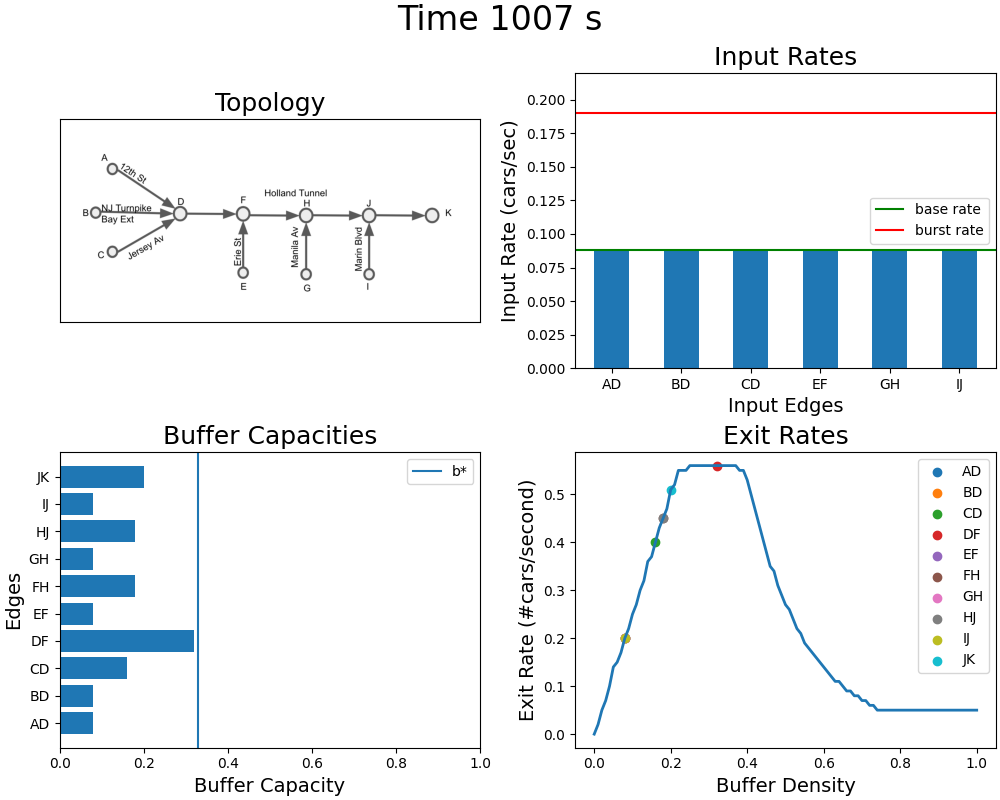 Time 1007 s
Topology
A
12th St
B
NJ Turnpike
Bay Ext
C
Jersey Av
D
F
Holland Tunnel
H
J
K
Erie St
Manila Av
Marin Blvd
E
G
I
Input Rates
Input Rate (cars/sec)
0.200
0.175
0.150
0.125
0.100
0.075
0.050
0.025
0.000
base rate
burst rate
AD BD CD EF GH IJ
Input Edges
Buffer Capacities
Edges
b*
JK
IJ
HJ
GH
FH
EF
DF
CD
BD
AD
0.0 0.2 0.4 0.6 0.8 1.0
Buffer Capacity
Exit Rates
Exit Rate (#cars/second)
0.5
0.4
0.3
0.2
0.1
0.0
AD
BD
CD
DF
EF
FH
GH
HJ
IJ
JK
0.0 0.2 0.4 0.6 0.8 1.0
Buffer Density